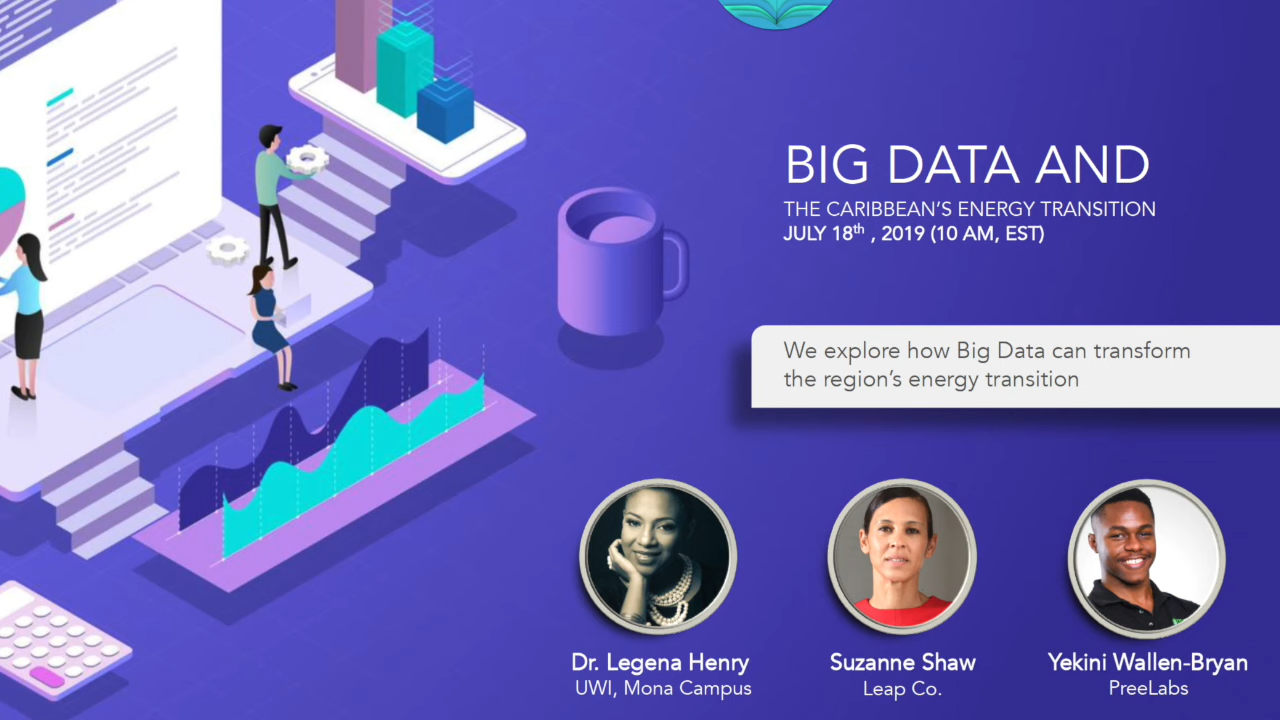 BIG DATA AND
THE CARIBBEAN’S ENERGY TRANSITION
JULY 18th , 2019 (10 AM, EST)
We explore how Big Data can transform
the region’s energy transition
Dr. Legena Henry
UWI, Mona Campus
Suzanne Shaw
Leap Co.
Yekini Wallen-Bryan
PreeLabs